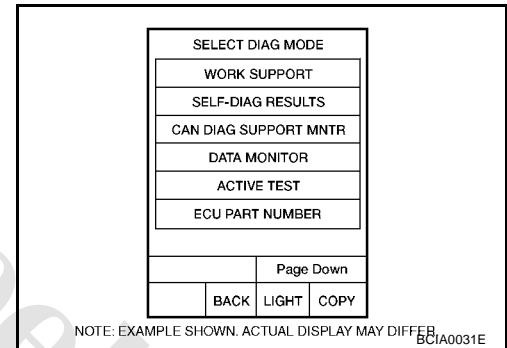 SELECT DIAG MODE
WORK SUPPORT
SELF-DIAG RESULTS
CAN DIAG SUPPORT MNTR
DATA MONITOR
ACTIVE TEST
ECU PART NUMBER
Page Down
BACK LIGHT COPY
NOTE: EXAMPLE SHOWN. ACTUAL DISPLAY MAY DIFFER.
BCIA0031E